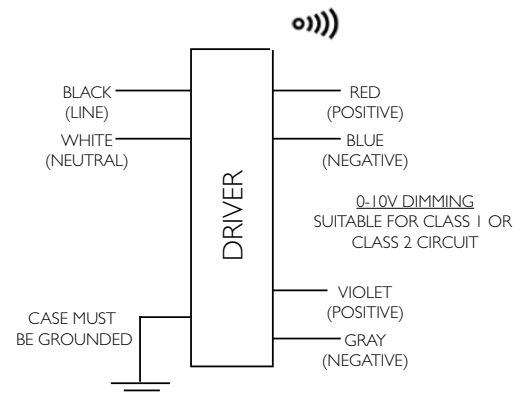 BLACK
(LINE)
WHITE
(NEUTRAL)
CASE MUST
BE GROUNDED
DRIVER
RED
(POSITIVE)
BLUE
(NEGATIVE)
0-10V DIMMING
SUITABLE FOR CLASS 1 OR
CLASS 2 CIRCUIT
VIOLET
(POSITIVE)
GRAY
(NEGATIVE)